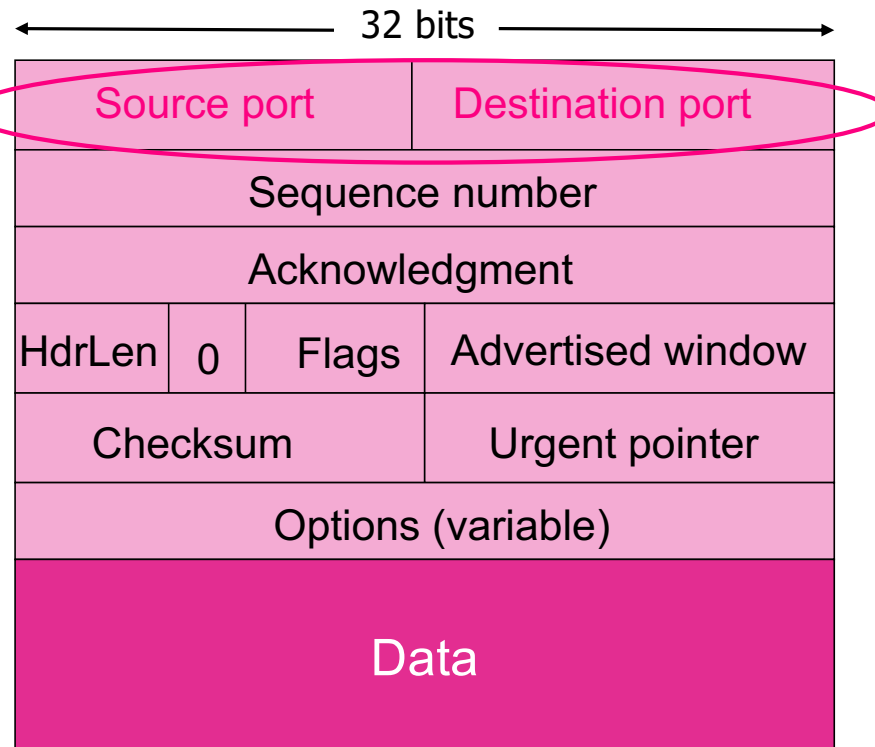 32 bits
Source port Destination port
Sequence number
Acknowledgment
HdrLen 0 Flags Advertised window
Checksum Urgent pointer
Options (variable)
Data